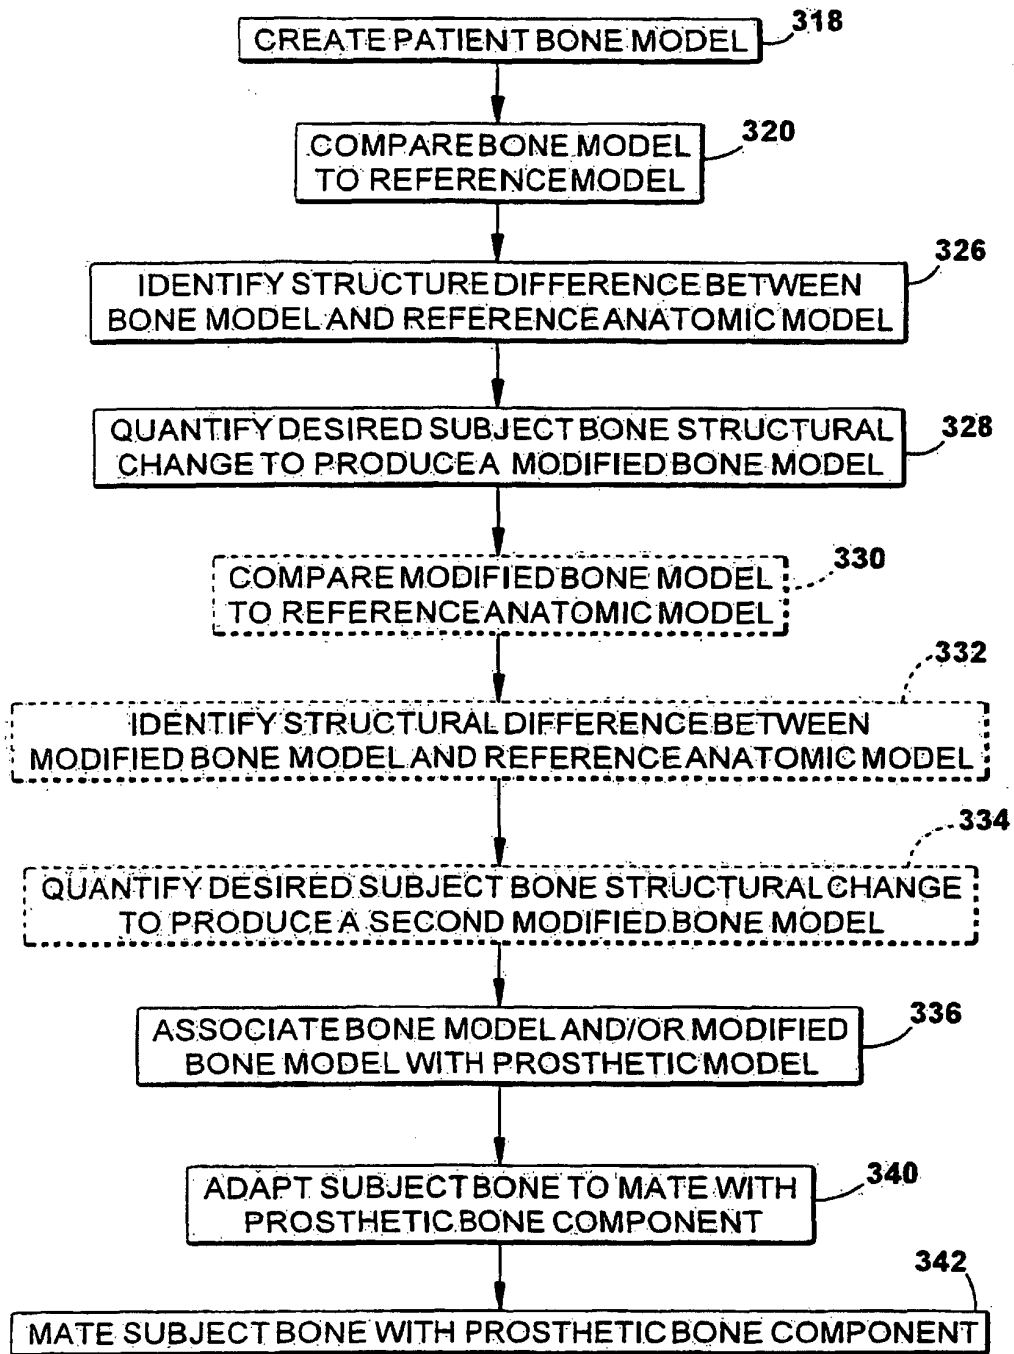 318
CREATE PATIENT BONE MODEL
320
COMPARE BONE MODEL
TO REFERENCE MODEL
326
IDENTIFY STRUCTURE DIFFERENCE BETWEEN
BONE MODEL AND REFERENCE ANATOMIC MODEL
328
QUANTIFY DESIRED SUBJECT BONE STRUCTURAL
CHANGE TO PRODUCE A MODIFIED BONE MODEL
330
COMPARE MODIFIED BONE MODEL
TO REFERENCE ANATOMIC MODEL
332
IDENTIFY STRUCTURAL DIFFERENCE BETWEEN
MODIFIED BONE MODEL AND REFERENCE ANATOMIC MODEL
334
QUANTIFY DESIRED SUBJECT BONE STRUCTURAL CHANGE
TO PRODUCE A SECOND MODIFIED BONE MODEL
336
ASSOCIATE BONE MODEL AND/OR MODIFIED
BONE MODEL WITH PROSTHETIC MODEL
340
ADAPT SUBJECT BONE TO MATE WITH
PROSTHETIC BONE COMPONENT
342
MATE SUBJECT BONE WITH PROSTHETIC BONE COMPONENT